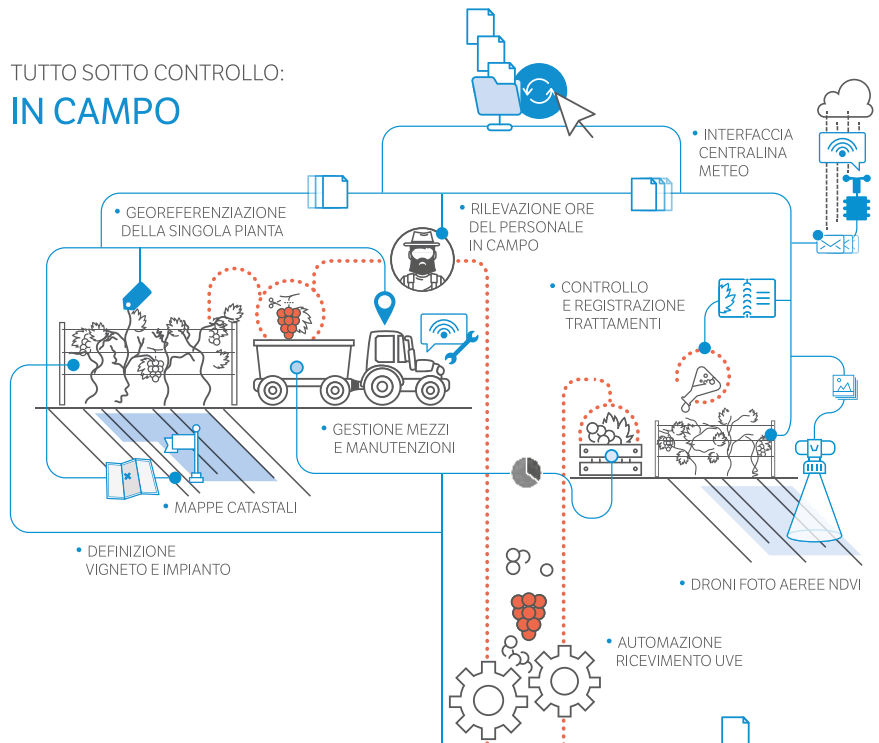 TUTTO SOTTO CONTROLLO:
IN CAMPO
• INTERFACCIA
CENTRALINA
METEO
• GEOREFERENZIAZIONE
DELLA SINGOLA PIANTA
• RILEVAZIONE ORE
DEL PERSONALE
IN CAMPO
• CONTROLLO
E REGISTRAZIONE
TRATTAMENTI
• GESTIONE MEZZI
E MANUTENZIONI
• MAPPE CATASTALI
• DEFINIZIONE
VIGNETO E IMPIANTO
• DRONI FOTO AEREE NDVI
• AUTOMAZIONE
RICEVIMENTO UVE